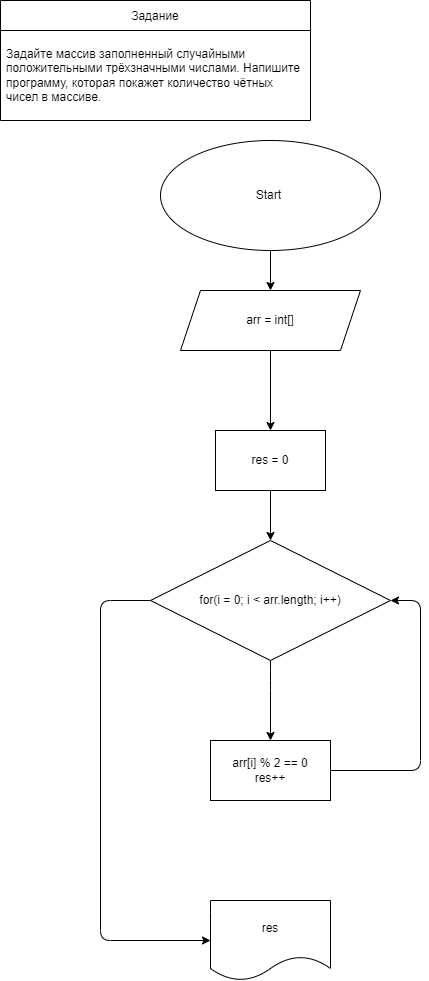 Задание
Задайте массив заполненный случайными
положительными трёхзначными числами. Напишите
программу, которая покажет количество чётных
чисел в массиве.
Start
arr = int[]
res = 0
for(i = 0; i < arr.length; i++)
arr[i] % 2 == 0
res++
res